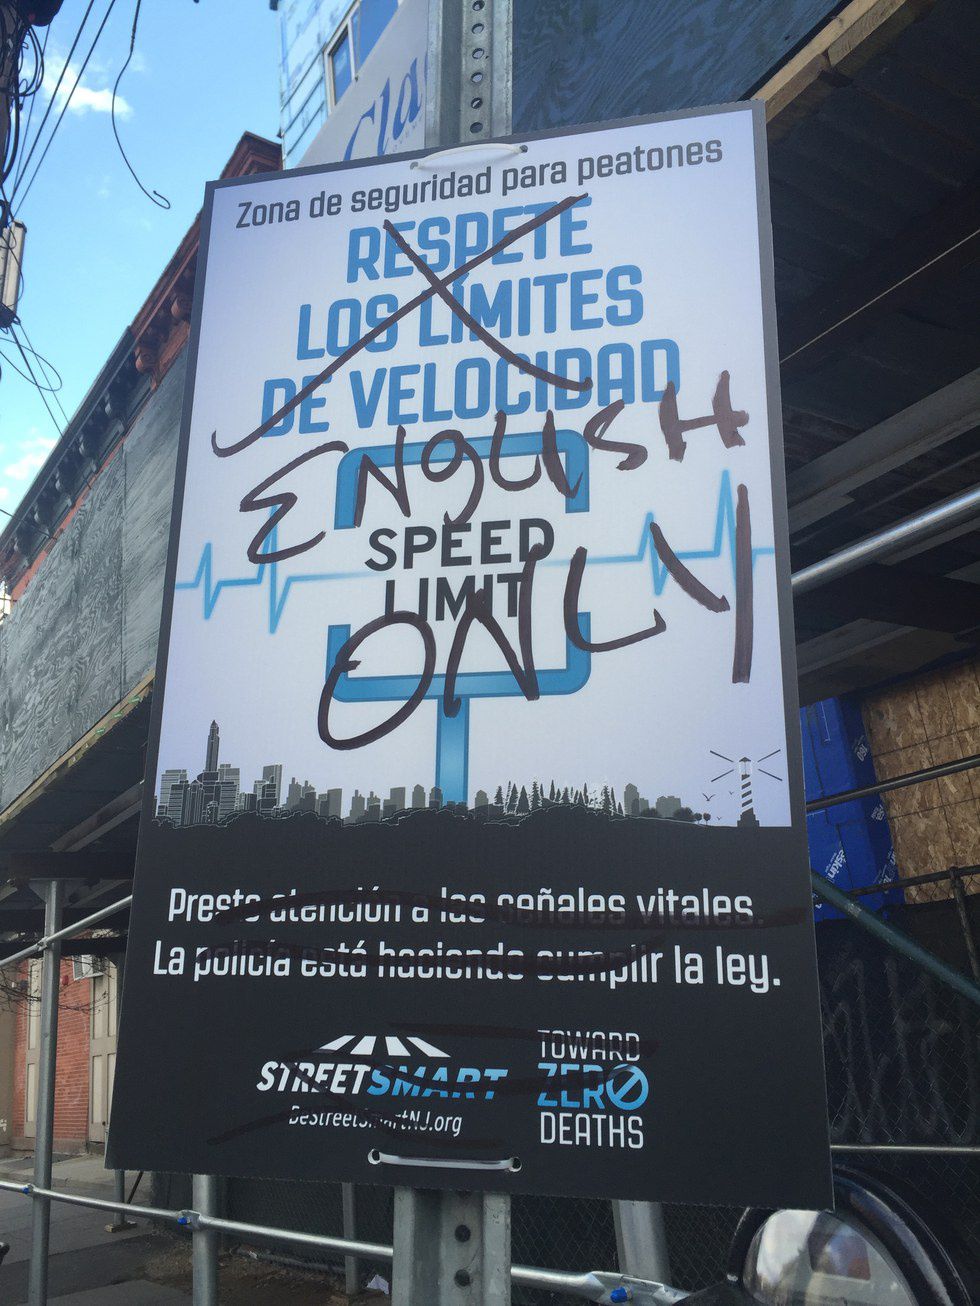 Cla
Zona de seguridad para peatones
RESPETE
LOS LÍMITES
DE VELOCIDAD
ENglISH
SPEED
LIMIT
ONLY
Preste atención a las señales vitales.
La policía está haciendo cumplir la ley.
STREETSMART
BeStreetSmartNJ.org
TOWARD
ZERO
DEATHS